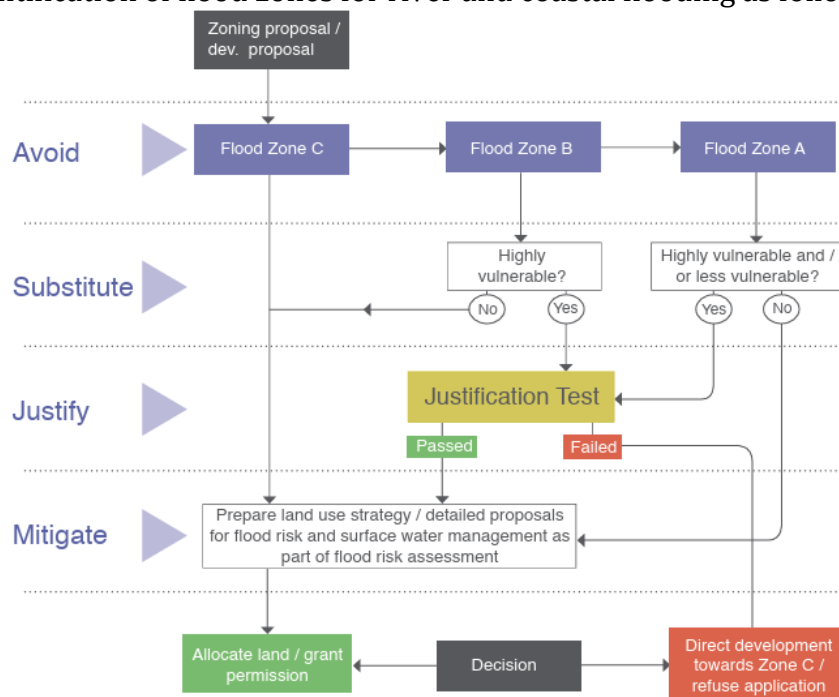 Zoning proposal /
dev. proposal
Avoid
Flood Zone C
Flood Zone B
Flood Zone A
Substitute
Highly
vulnerable?
Highly vulnerable and /
or less vulnerable?
No
Yes
Yes
No
Justify
Justification Test
Passed
Failed
Mitigate
Prepare land use strategy / detailed proposals
for flood risk and surface water management as
part of flood risk assessment
Allocate land / grant
permission
Decision
Direct development
towards Zone C /
refuse application